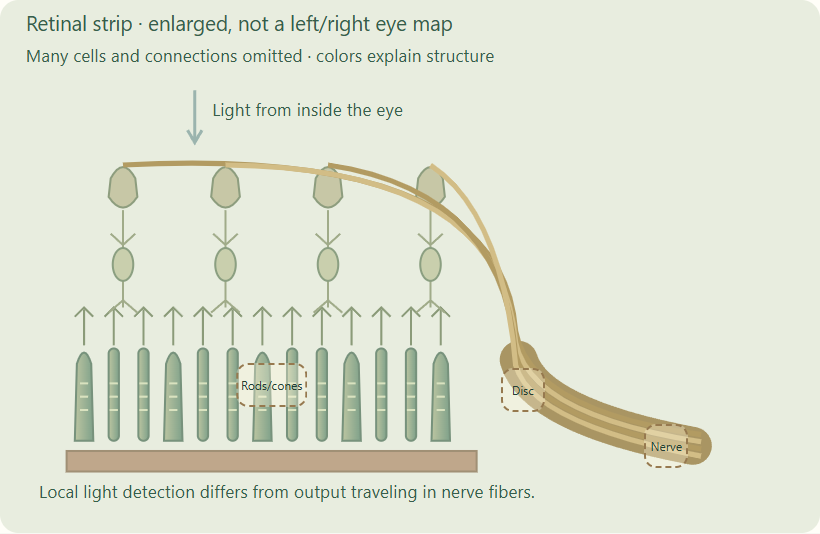 Retinal strip · enlarged, not a left/right eye map
Many cells and connections omitted · colors explain structure
Light from inside the eye
Rods/cones
Disc
Nerve
Local light detection differs from output traveling in nerve fibers.